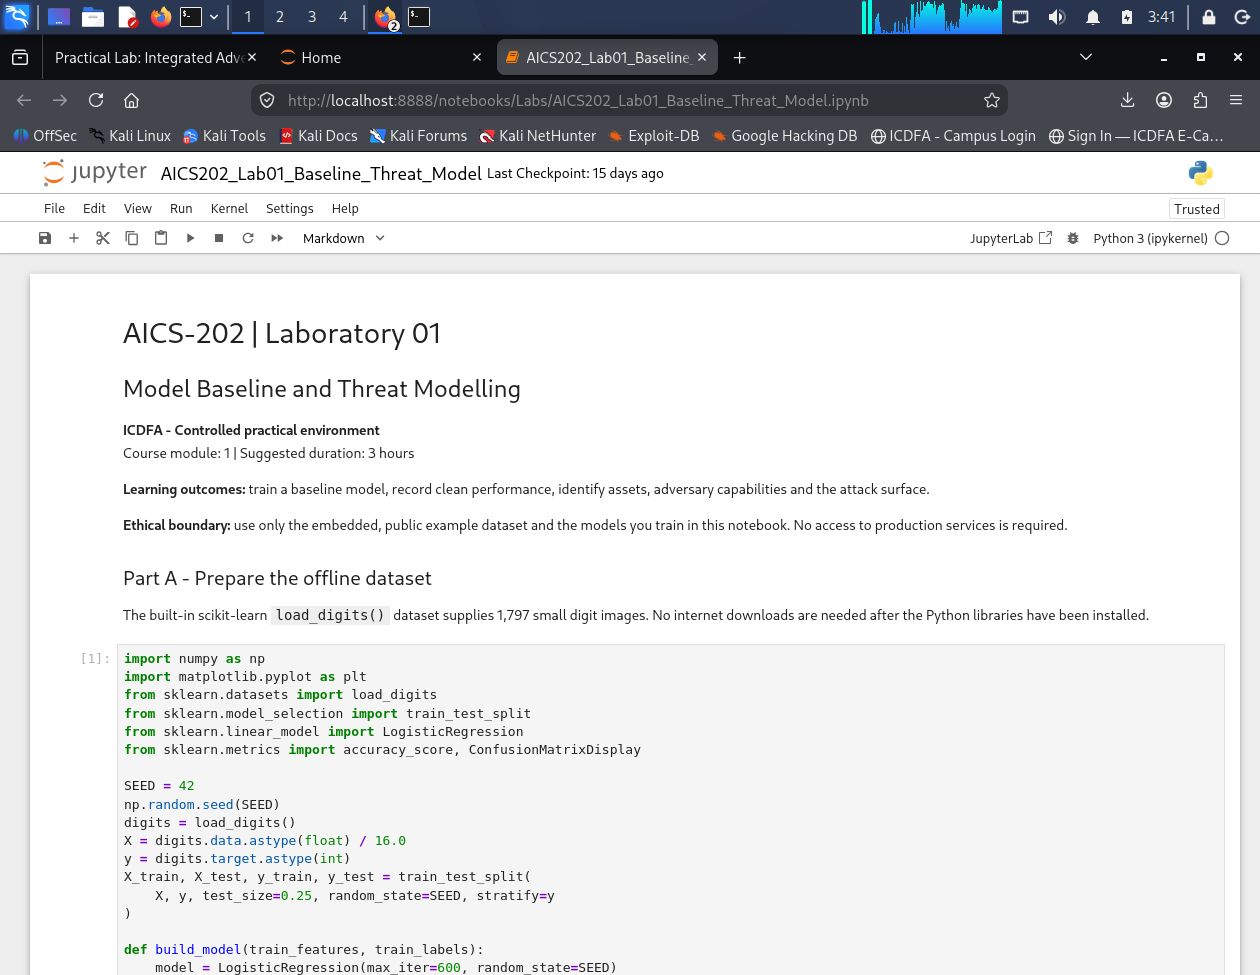 1 2 3 4 2 3:41
Practical Lab: Integrated Adv Home AICS202_Lab01_Baseline_
http://localhost:8888/notebooks/Labs/AICS202_Lab01_Baseline_Threat_Model.ipynb
OffSec Kali Linux Kali Tools Kali Docs Kali Forums Kali NetHunter Exploit-DB Google Hacking DB ICDFA - Campus Login Sign In — ICDFA E-Ca…
jupyter AICS202_Lab01_Baseline_Threat_Model Last Checkpoint: 15 days ago
File Edit View Run Kernel Settings Help Trusted
Markdown JupyterLab Python 3 (ipykernel)
AICS-202 | Laboratory 01
Model Baseline and Threat Modelling
ICDFA - Controlled practical environment
Course module: 1 | Suggested duration: 3 hours
Learning outcomes: train a baseline model, record clean performance, identify assets, adversary capabilities and the attack surface.
Ethical boundary: use only the embedded, public example dataset and the models you train in this notebook. No access to production services is required.
Part A - Prepare the offline dataset
The built-in scikit-learn load_digits() dataset supplies 1,797 small digit images. No internet downloads are needed after the Python libraries have been installed.
[1]: import numpy as np
import matplotlib.pyplot as plt
from sklearn.datasets import load_digits
from sklearn.model_selection import train_test_split
from sklearn.linear_model import LogisticRegression
from sklearn.metrics import accuracy_score, ConfusionMatrixDisplay
SEED = 42
np.random.seed(SEED)
digits = load_digits()
X = digits.data.astype(float) / 16.0
y = digits.target.astype(int)
X_train, X_test, y_train, y_test = train_test_split(
    X, y, test_size=0.25, random_state=SEED, stratify=y
)
def build_model(train_features, train_labels):
    model = LogisticRegression(max_iter=600, random_state=SEED)